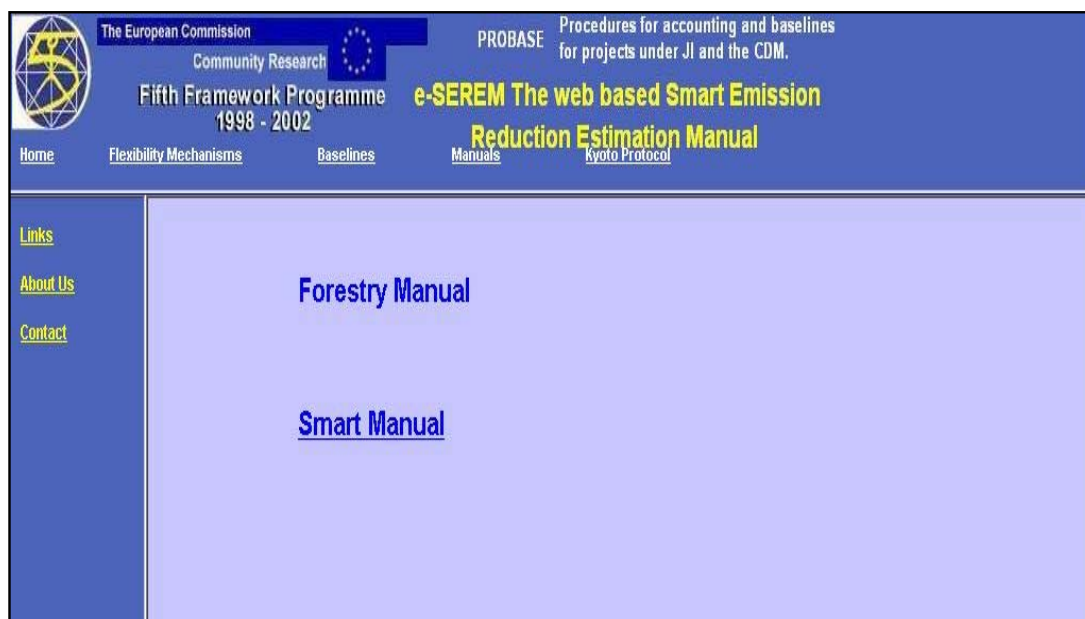 The European Commission
Community Research
Fifth Framework Programme
1998 - 2002
PROBASE
Procedures for accounting and baselines
for projects under JI and the CDM.
e-SEREM The web based Smart Emission
Reduction Estimation Manual
Home Flexibility Mechanisms Baselines Manuals Kyoto Protocol
Links
About Us
Contact
Forestry Manual
Smart Manual